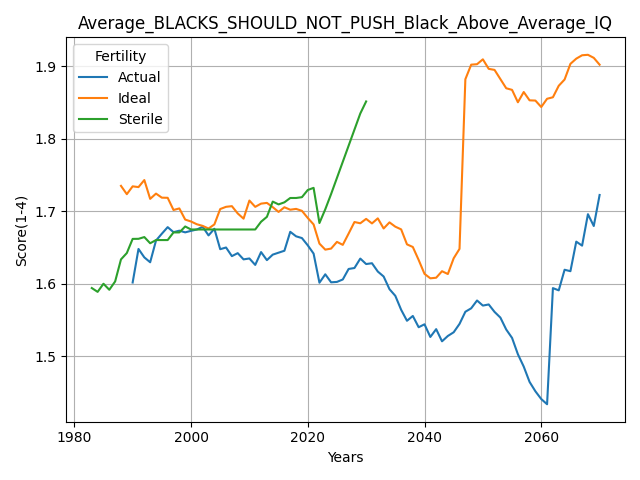 Average_BLACKS_SHOULD_NOT_PUSH_Black_Above_Average_IQ
Fertility
Actual
Ideal
Sterile
Score(1-4)
1.9
1.8
1.7
1.6
1.5
1980
2000
2020
2040
2060
Years